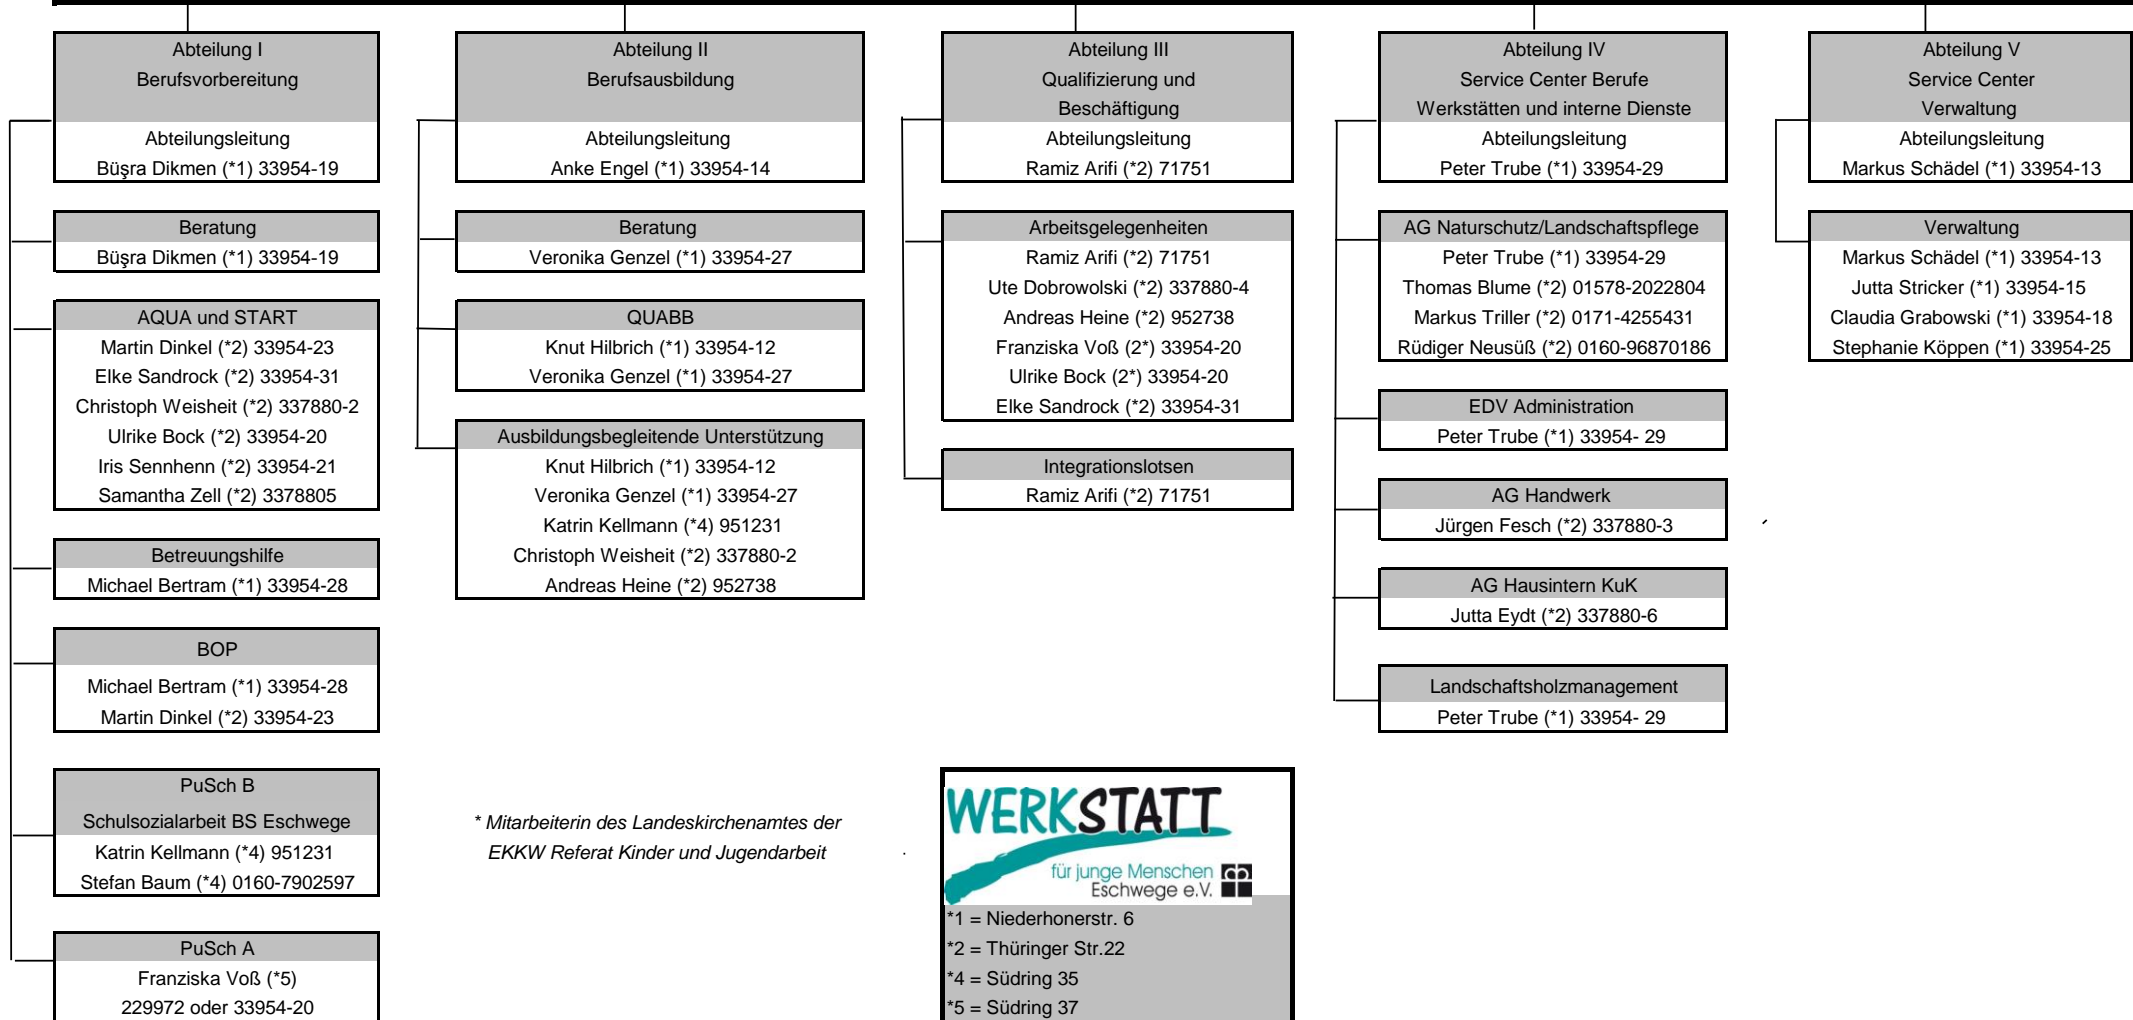 Abteilung I
Berufsvorbereitung
Abteilungsleitung
Büşra Dikmen (*1) 33954-19
Beratung
Büşra Dikmen (*1) 33954-19
AQUA und START
Martin Dinkel (*2) 33954-23
Elke Sandrock (*2) 33954-31
Christoph Weisheit (*2) 337880-2
Ulrike Bock (*2) 33954-20
Iris Sennhenn (*2) 33954-21
Samantha Zell (*2) 3378805
Betreuungshilfe
Michael Bertram (*1) 33954-28
BOP
Michael Bertram (*1) 33954-28
Martin Dinkel (*2) 33954-23
PuSch B
Schulsozialarbeit BS Eschwege
Katrin Kellmann (*4) 951231
Stefan Baum (*4) 0160-7902597
PuSch A
Franziska Voß (*5)
229972 oder 33954-20
Abteilung II
Berufsausbildung
Abteilungsleitung
Anke Engel (*1) 33954-14
Beratung
Veronika Genzel (*1) 33954-27
QUABB
Knut Hilbrich (*1) 33954-12
Veronika Genzel (*1) 33954-27
Ausbildungsbegleitende Unterstützung
Knut Hilbrich (*1) 33954-12
Veronika Genzel (*1) 33954-27
Katrin Kellmann (*4) 951231
Christoph Weisheit (*2) 337880-2
Andreas Heine (*2) 952738
* Mitarbeiterin des Landeskirchenamtes der
EKKW Referat Kinder und Jugendarbeit
Abteilung III
Qualifizierung und
Beschäftigung
Abteilungsleitung
Ramiz Arifi (*2) 71751
Arbeitsgelegenheiten
Ramiz Arifi (*2) 71751
Ute Dobrowolski (*2) 337880-4
Andreas Heine (*2) 952738
Franziska Voß (2*) 33954-20
Ulrike Bock (2*) 33954-20
Elke Sandrock (*2) 33954-31
Integrationslotsen
Ramiz Arifi (*2) 71751
WERKSTATT
für junge Menschen
Eschwege e.V.
*1 = Niederhonerstr. 6
*2 = Thüringer Str.22
*4 = Südring 35
*5 = Südring 37
Abteilung IV
Service Center Berufe
Werkstätten und interne Dienste
Abteilungsleitung
Peter Trube (*1) 33954-29
AG Naturschutz/Landschaftspflege
Peter Trube (*1) 33954-29
Thomas Blume (*2) 01578-2022804
Markus Triller (*2) 0171-4255431
Rüdiger Neusüß (*2) 0160-96870186
EDV Administration
Peter Trube (*1) 33954- 29
AG Handwerk
Jürgen Fesch (*2) 337880-3
AG Hausintern KuK
Jutta Eydt (*2) 337880-6
Landschaftsholzmanagement
Peter Trube (*1) 33954- 29
Abteilung V
Service Center
Verwaltung
Abteilungsleitung
Markus Schädel (*1) 33954-13
Verwaltung
Markus Schädel (*1) 33954-13
Jutta Stricker (*1) 33954-15
Claudia Grabowski (*1) 33954-18
Stephanie Köppen (*1) 33954-25